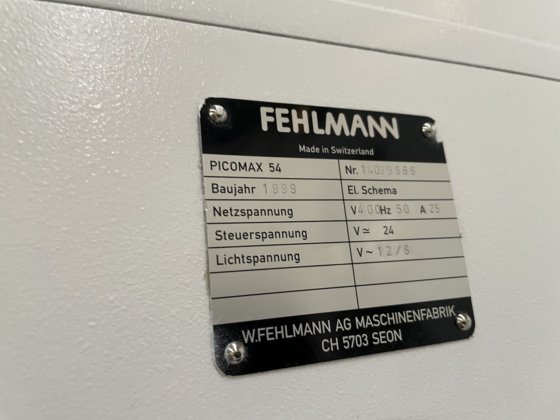 FEHLMANN
Made in Switzerland
PICOMAX 54 Nr.
Baujahr 1999 El. Schema
Netzspannung V 400 Hz 50 A 25
Steuerspannung V≃ 24
Lichtspannung V~ 12/6
W.FEHLMANN AG MASCHINENFABRIK
CH 5703 SEON